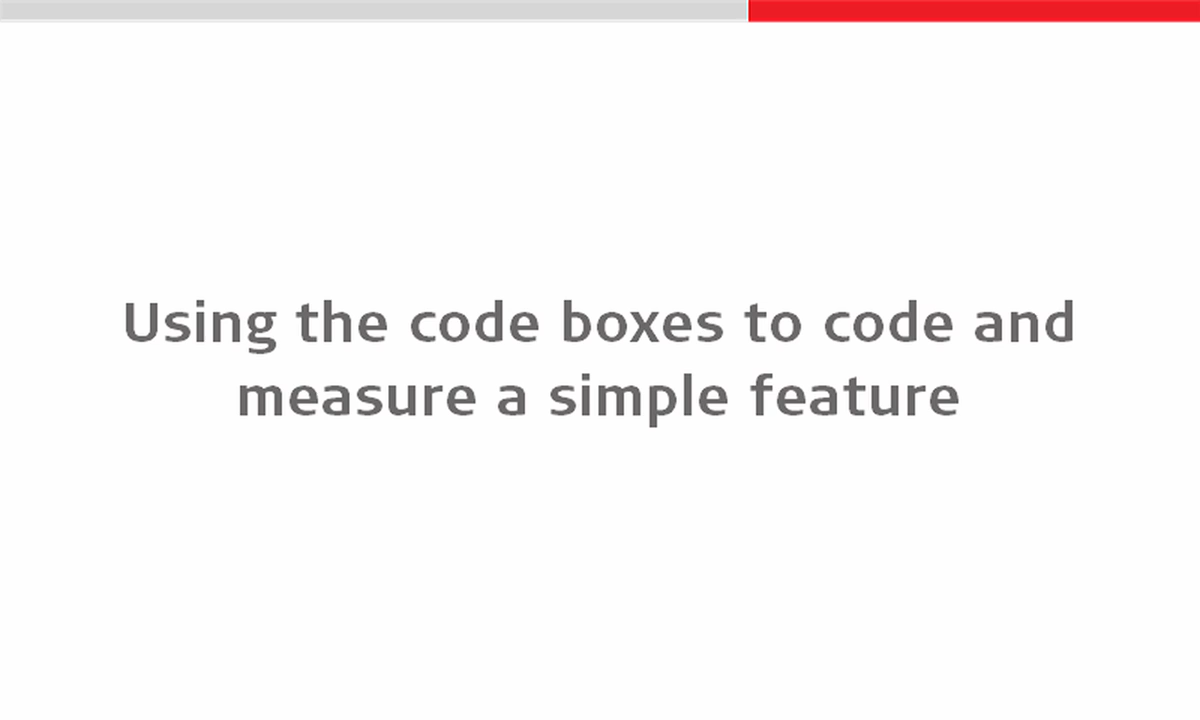 Using the code boxes to code and
measure a simple feature